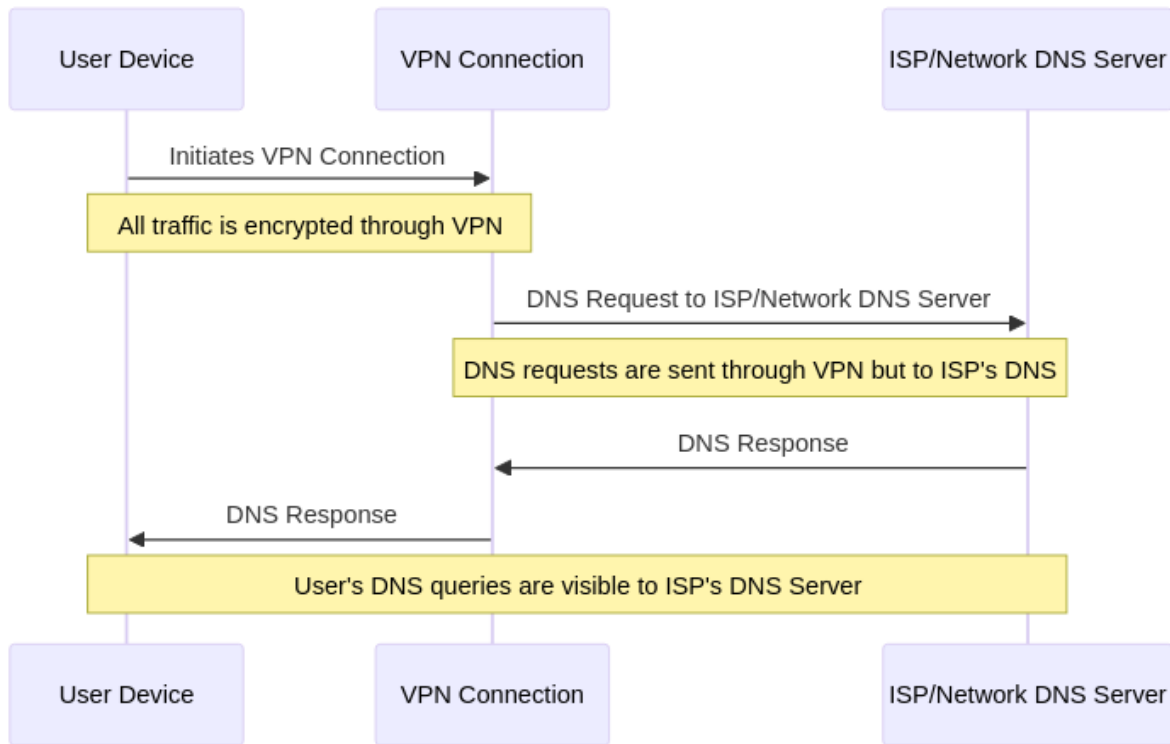 User Device
VPN Connection
ISP/Network DNS Server
Initiates VPN Connection
All traffic is encrypted through VPN
DNS Request to ISP/Network DNS Server
DNS requests are sent through VPN but to ISP's DNS
DNS Response
DNS Response
User's DNS queries are visible to ISP's DNS Server
User Device
VPN Connection
ISP/Network DNS Server